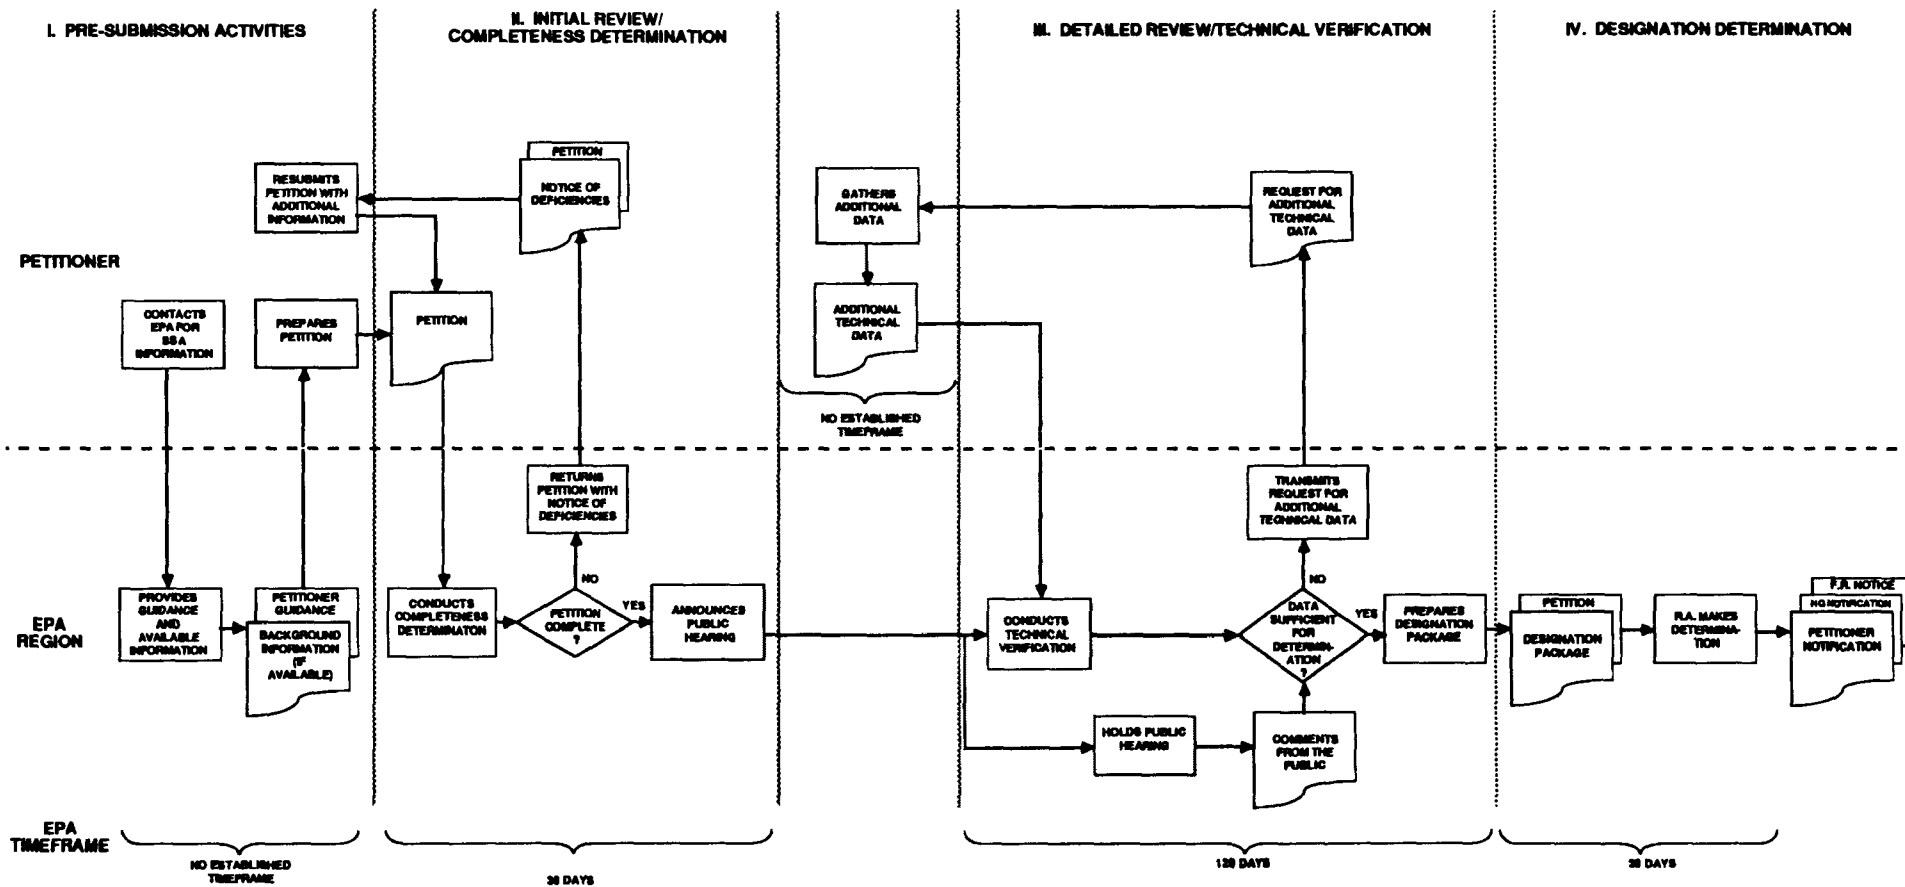 I. PRE-SUBMISSION ACTIVITIES
II. INITIAL REVIEW/
COMPLETENESS DETERMINATION
III. DETAILED REVIEW/TECHNICAL VERIFICATION
IV. DESIGNATION DETERMINATION
PETITIONER
RESUBMITS
PETITION WITH
ADDITIONAL
INFORMATION
PETITION
NOTICE OF
DEFICIENCIES
GATHERS
ADDITIONAL
DATA
REQUEST FOR
ADDITIONAL
TECHNICAL
DATA
CONTACTS
EPA FOR
SSA
INFORMATION
PREPARES
PETITION
PETITION
ADDITIONAL
TECHNICAL
DATA
NO ESTABLISHED
TIMEFRAME
EPA
REGION
RETURNS
PETITION WITH
NOTICE OF
DEFICIENCIES
TRANSMITS
REQUEST FOR
ADDITIONAL
TECHNICAL DATA
PROVIDES
GUIDANCE
AND
AVAILABLE
INFORMATION
PETITIONER
GUIDANCE
BACKGROUND
INFORMATION
(IF
AVAILABLE)
CONDUCTS
COMPLETENESS
DETERMINATON
NO
PETITION
COMPLETE
?
YES
ANNOUNCES
PUBLIC
HEARING
CONDUCTS
TECHNICAL
VERIFICATION
NO
DATA
SUFFICIENT
FOR
DETERMIN-
ATION
?
YES
PREPARES
DESIGNATION
PACKAGE
PETITION
DESIGNATION
PACKAGE
R.A. MAKES
DETERMINA-
TION
F.R. NOTICE
HQ NOTIFICATION
PETITIONER
NOTIFICATION
HOLDS PUBLIC
HEARING
COMMENTS
FROM THE
PUBLIC
EPA
TIMEFRAME
NO ESTABLISHED
TIMEFRAME
DAYS
DAYS
DAYS